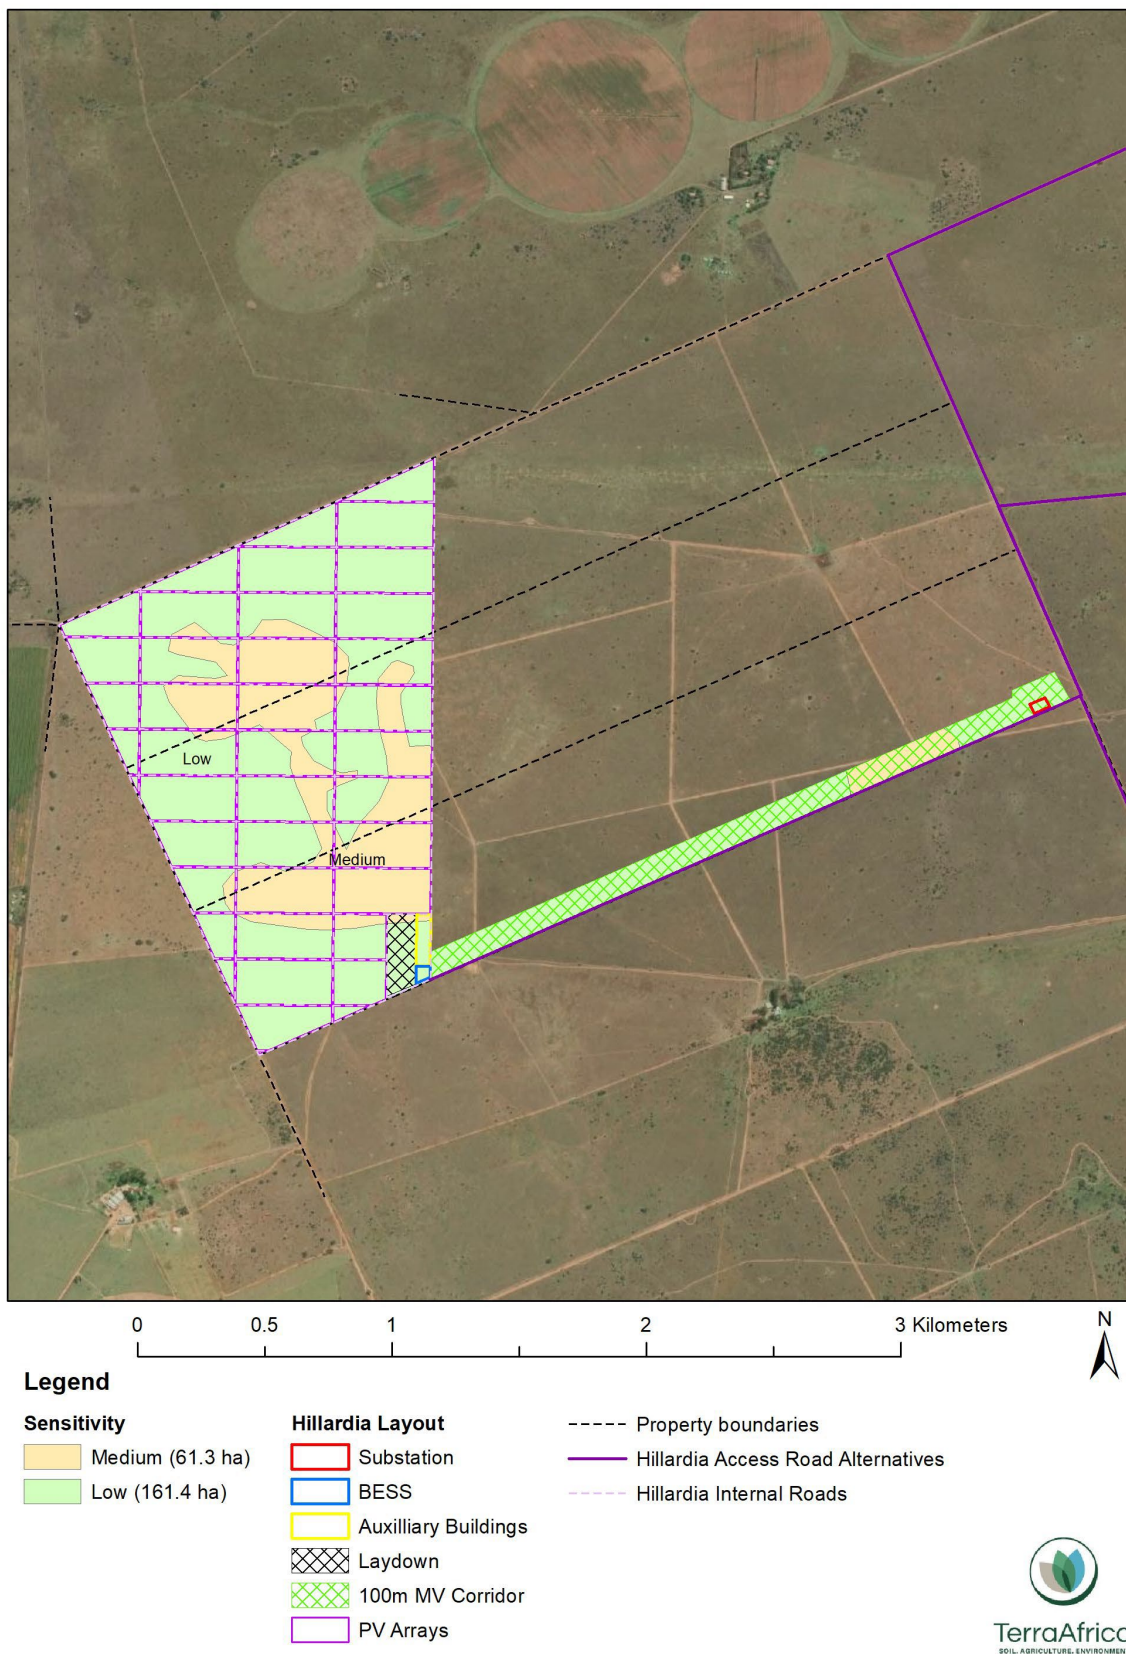 Low
Medium
0 0.5 1 2 3 Kilometers
N
Legend
Sensitivity
Medium (61.3 ha)
Low (161.4 ha)
Hillardia Layout
Substation
BESS
Auxilliary Buildings
Laydown
100m MV Corridor
PV Arrays
Property boundaries
Hillardia Access Road Alternatives
Hillardia Internal Roads
TerraAfric
SOIL. AGRICULTURE. ENVIRONMEN